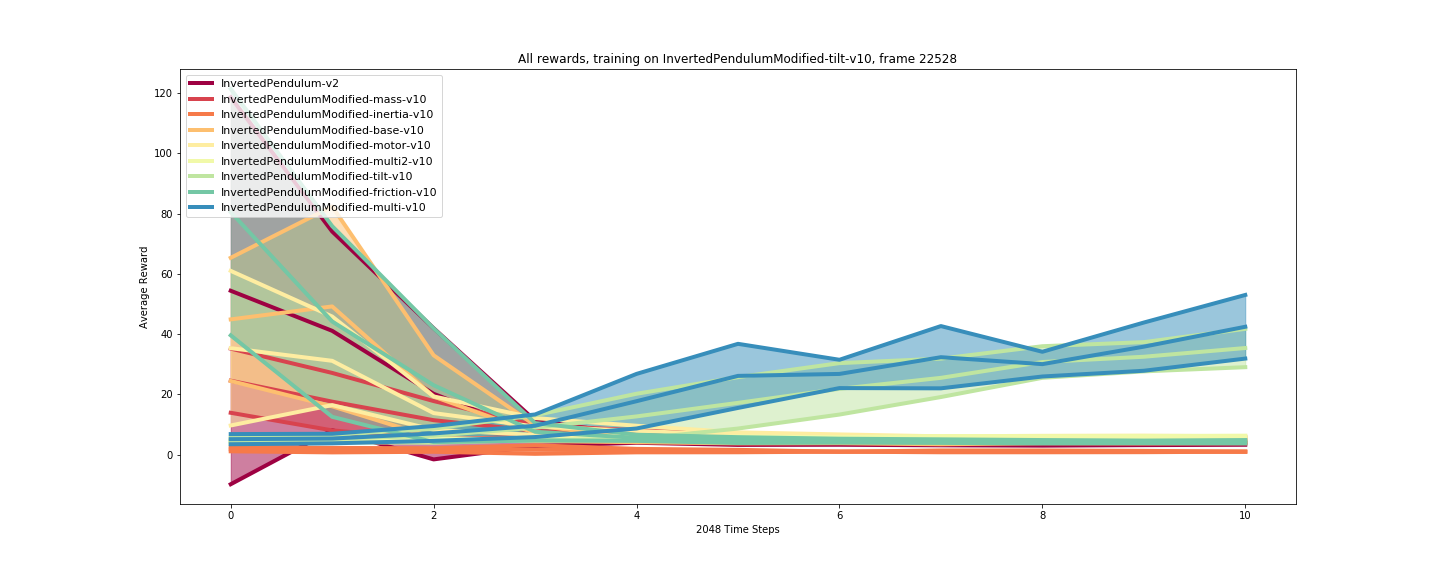 All rewards, training on InvertedPendulumModified-tilt-v10, frame 22528
InvertedPendulum-v2
InvertedPendulumModified-mass-v10
InvertedPendulumModified-inertia-v10
InvertedPendulumModified-base-v10
InvertedPendulumModified-motor-v10
InvertedPendulumModified-multi2-v10
InvertedPendulumModified-tilt-v10
InvertedPendulumModified-friction-v10
InvertedPendulumModified-multi-v10
120
100
80
60
40
20
0
Average Reward
0 2 4 6 8 10
2048 Time Steps